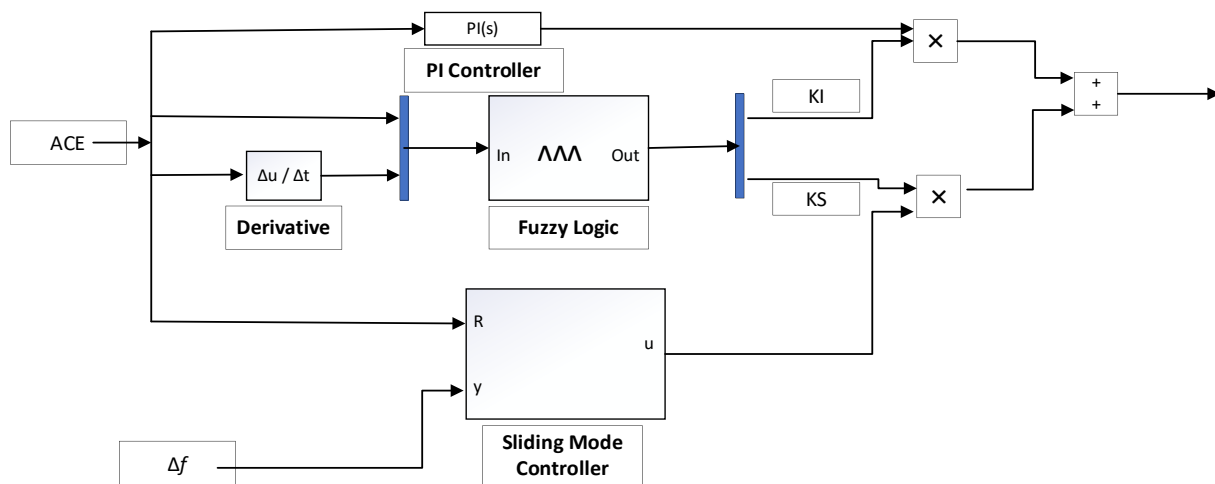 PI(s)
×
PI Controller
+
+
KI
ACE
In
ΛΛΛ
Out
Δu / Δt
KS
×
Derivative
Fuzzy Logic
R
u
y
Sliding Mode
Controller
Δf